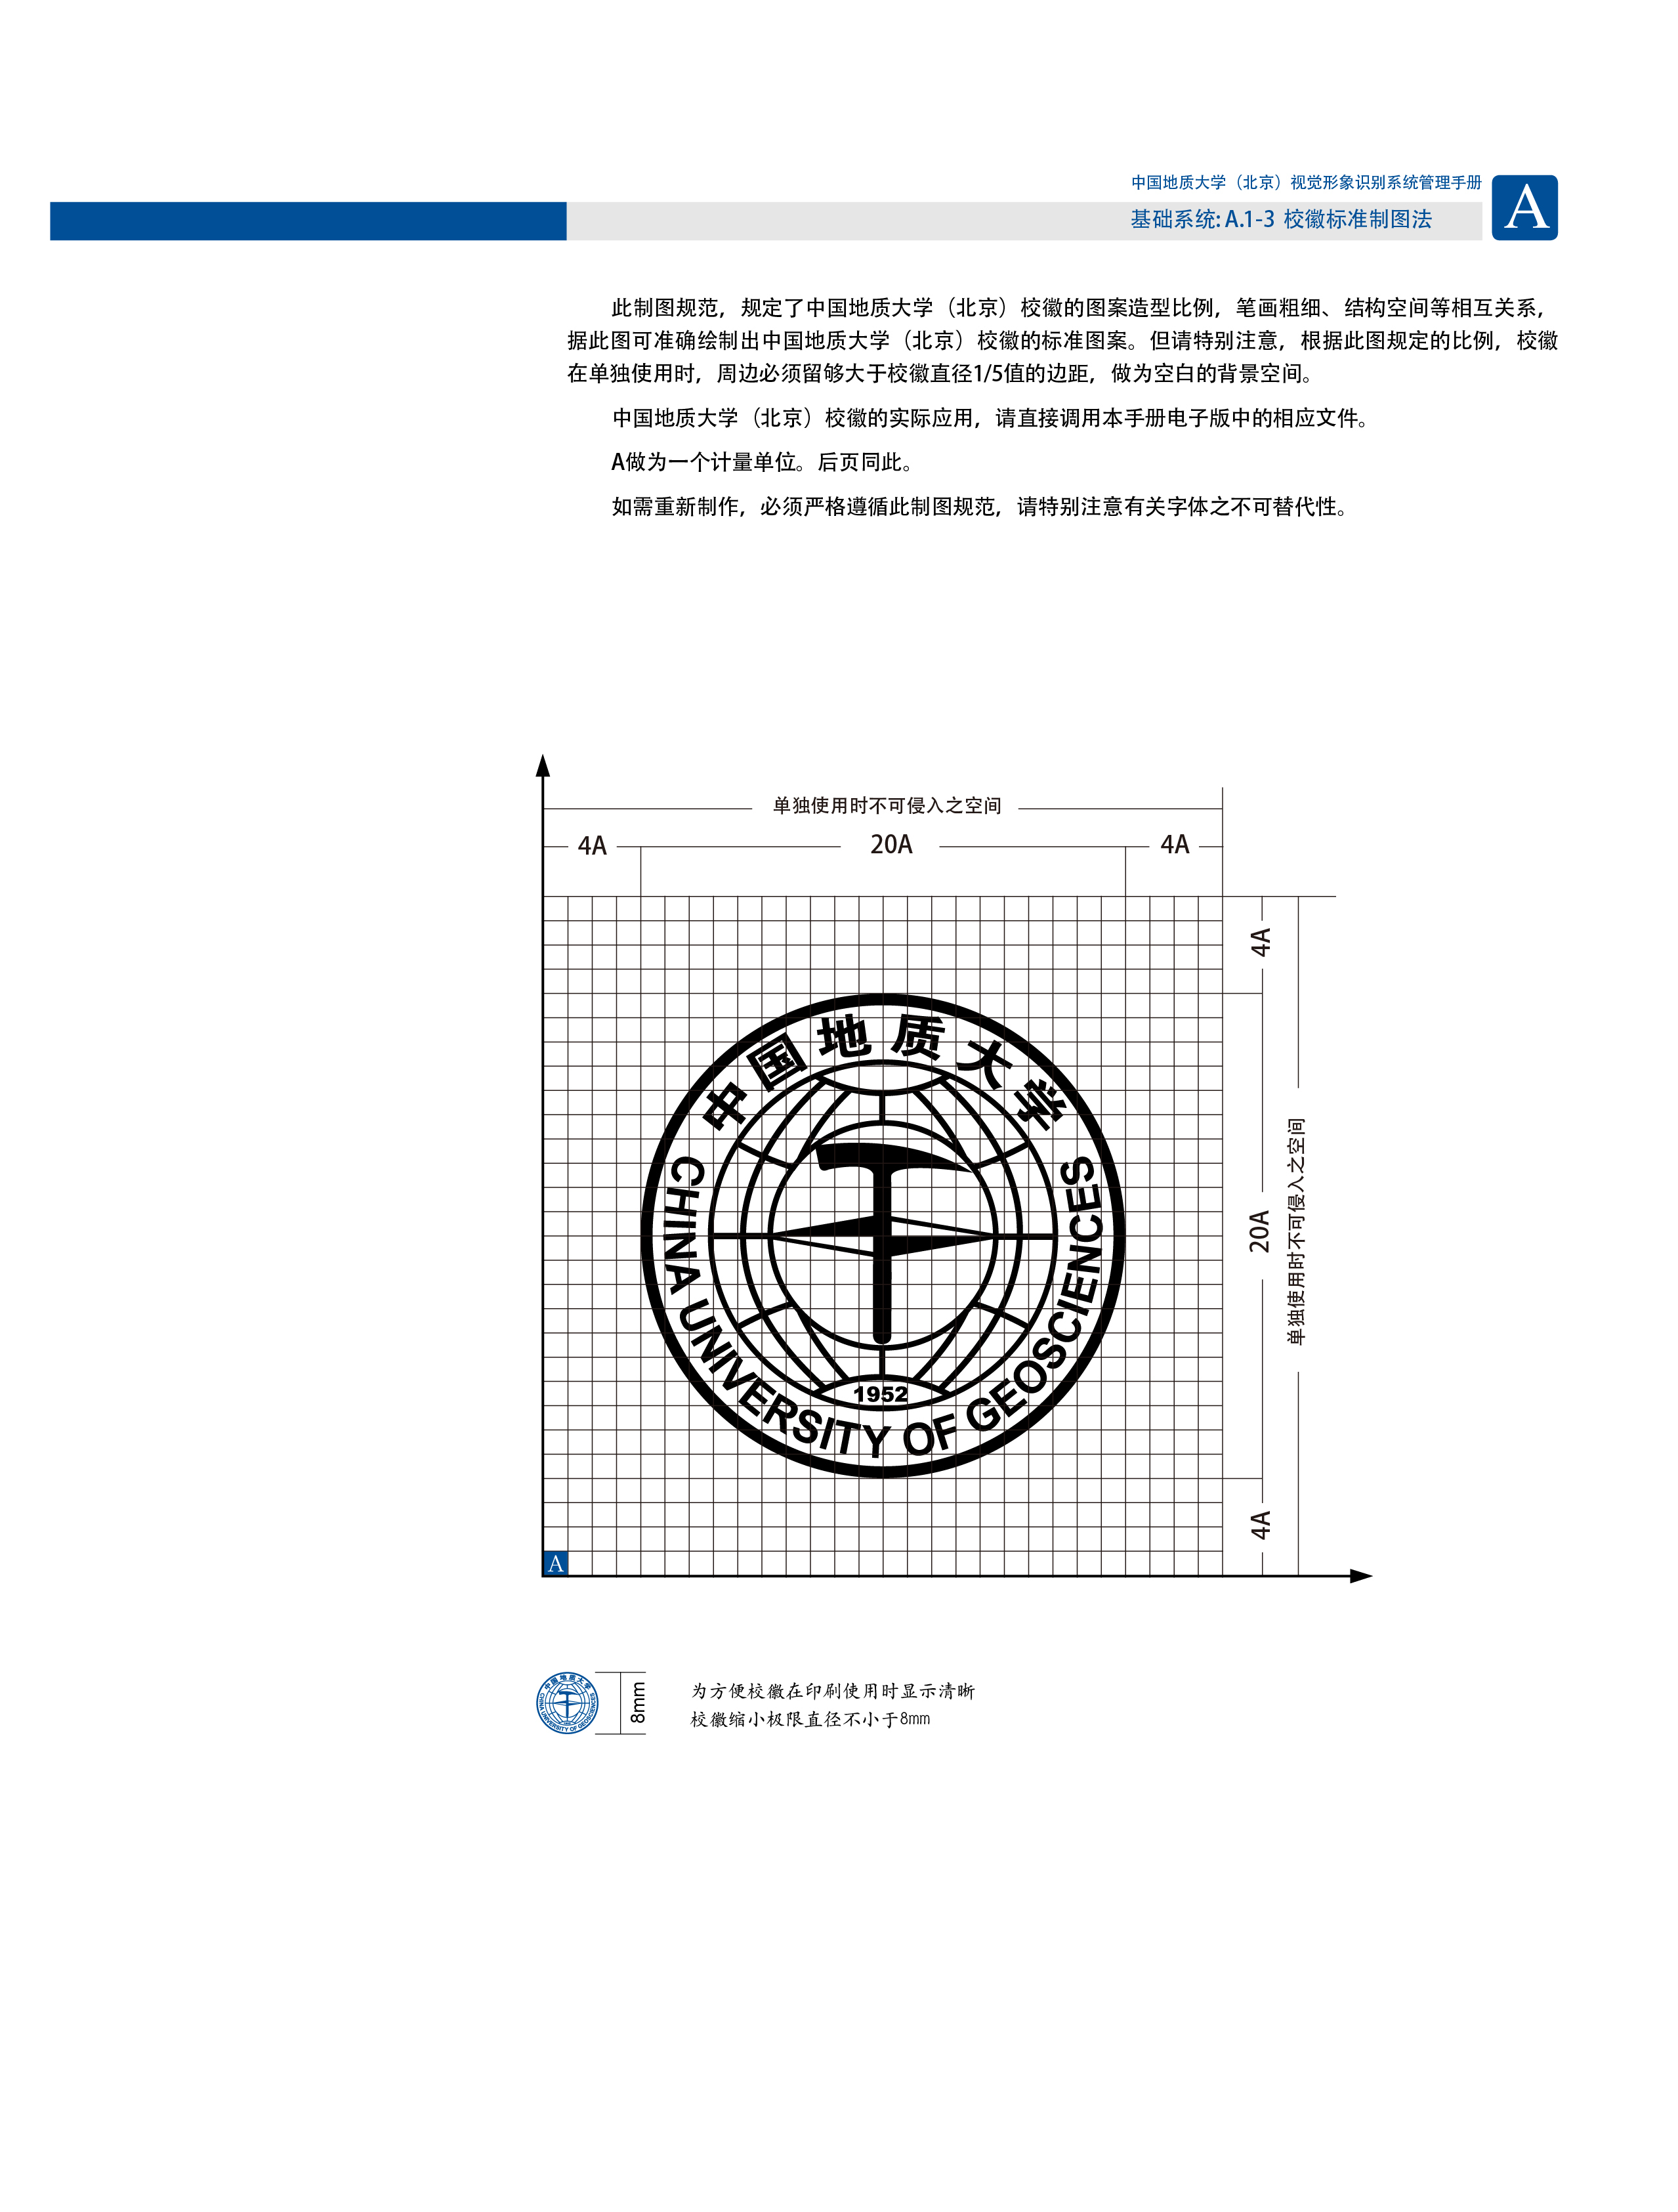 中国地质大学（北京）视觉形象识别系统管理手册
基础系统: A.1-3 校徽标准制图法
A
此制图规范，规定了中国地质大学（北京）校徽的图案造型比例，笔画粗细、结构空间等相互关系，
据此图可准确绘制出中国地质大学（北京）校徽的标准图案。但请特别注意，根据此图规定的比例，校徽
在单独使用时，周边必须留够大于校徽直径1/5值的边距，做为空白的背景空间。
中国地质大学（北京）校徽的实际应用，请直接调用本手册电子版中的相应文件。
A做为一个计量单位。后页同此。
如需重新制作，必须严格遵循此制图规范，请特别注意有关字体之不可替代性。
单独使用时不可侵入之空间
4A
20A
4A
4A
20A
4A
单独使用时不可侵入之空间
中国地质大学
CHINA UNIVERSITY OF GEOSCIENCES
1952
A
中国地质大学
CHINA UNIVERSITY OF GEOSCIENCES
8mm
为方便校徽在印刷使用时显示清晰
校徽缩小极限直径不小于8mm